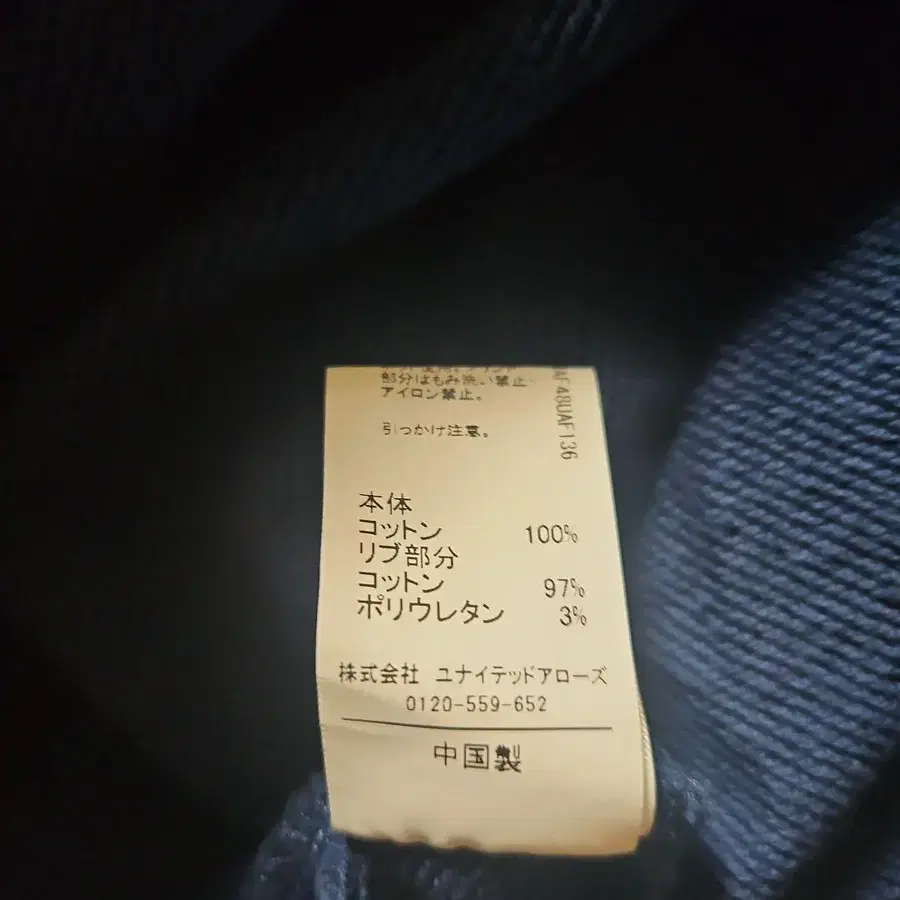 部分はもみ洗い禁止・
アイロン禁止。
引っかけ注意。
AF48UAF136
本体
コットン 100%
リブ部分
コットン 97%
ポリウレタン 3%
株式会社 ユナイテッドアローズ
0120-559-652
中国製